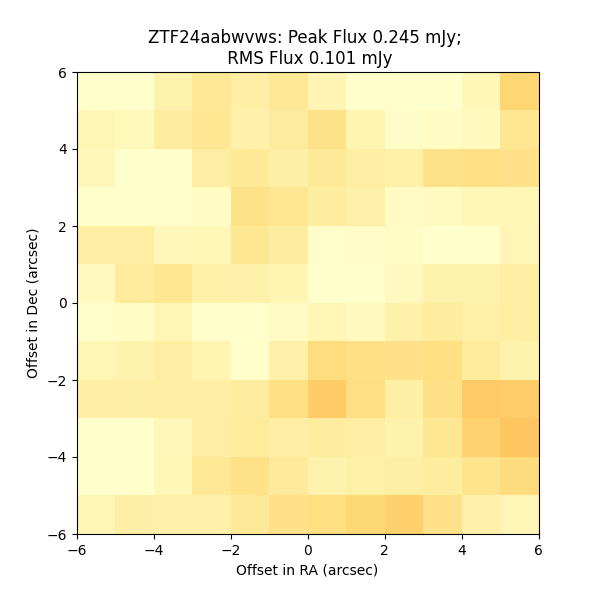 ZTF24aabwvws: Peak Flux 0.245 mJy;
RMS Flux 0.101 mJy
6
4
2
0
−2
−4
−6
Offset in Dec (arcsec)
−6 −4 −2 0 2 4 6
Offset in RA (arcsec)